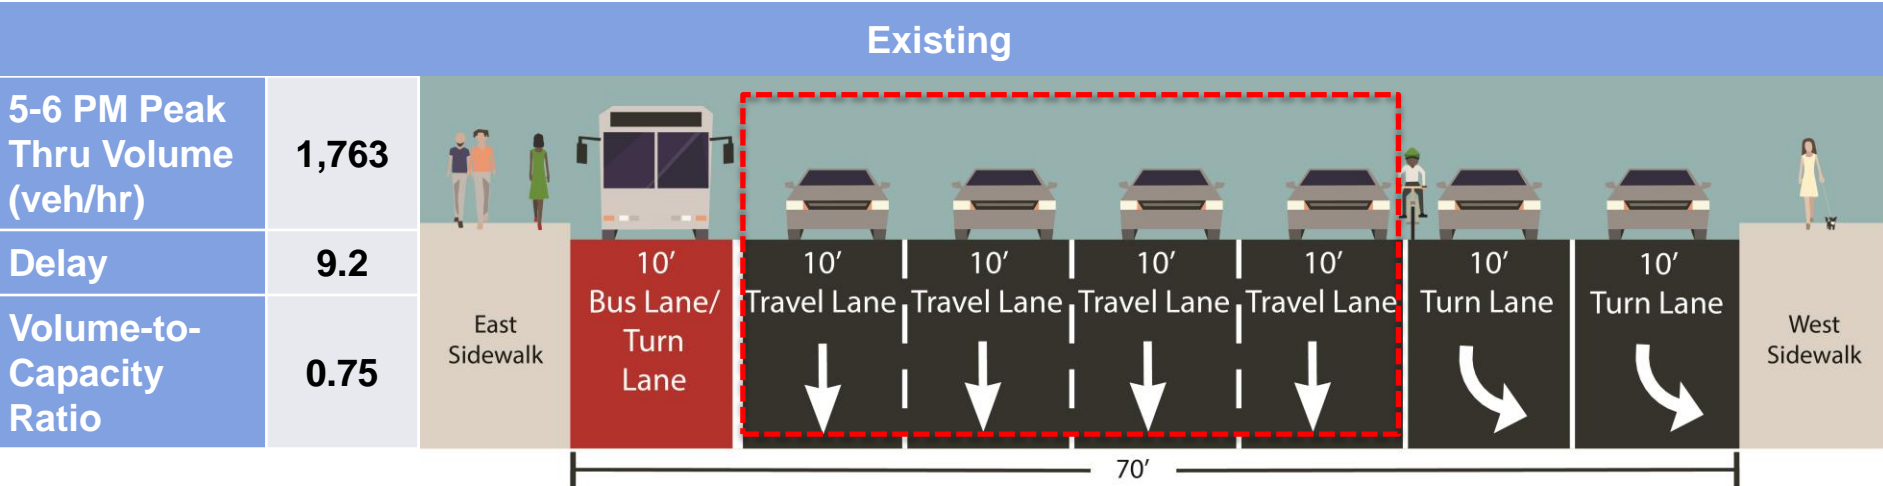 Existing
5-6 PM Peak
Thru Volume
(veh/hr)
1,763
Delay
9.2
Volume-to-
Capacity
Ratio
0.75
East
Sidewalk
10’
Bus Lane/
Turn
Lane
10’
Travel Lane
10’
Travel Lane
10’
Travel Lane
10’
Travel Lane
10’
Turn Lane
10’
Turn Lane
West
Sidewalk
70’